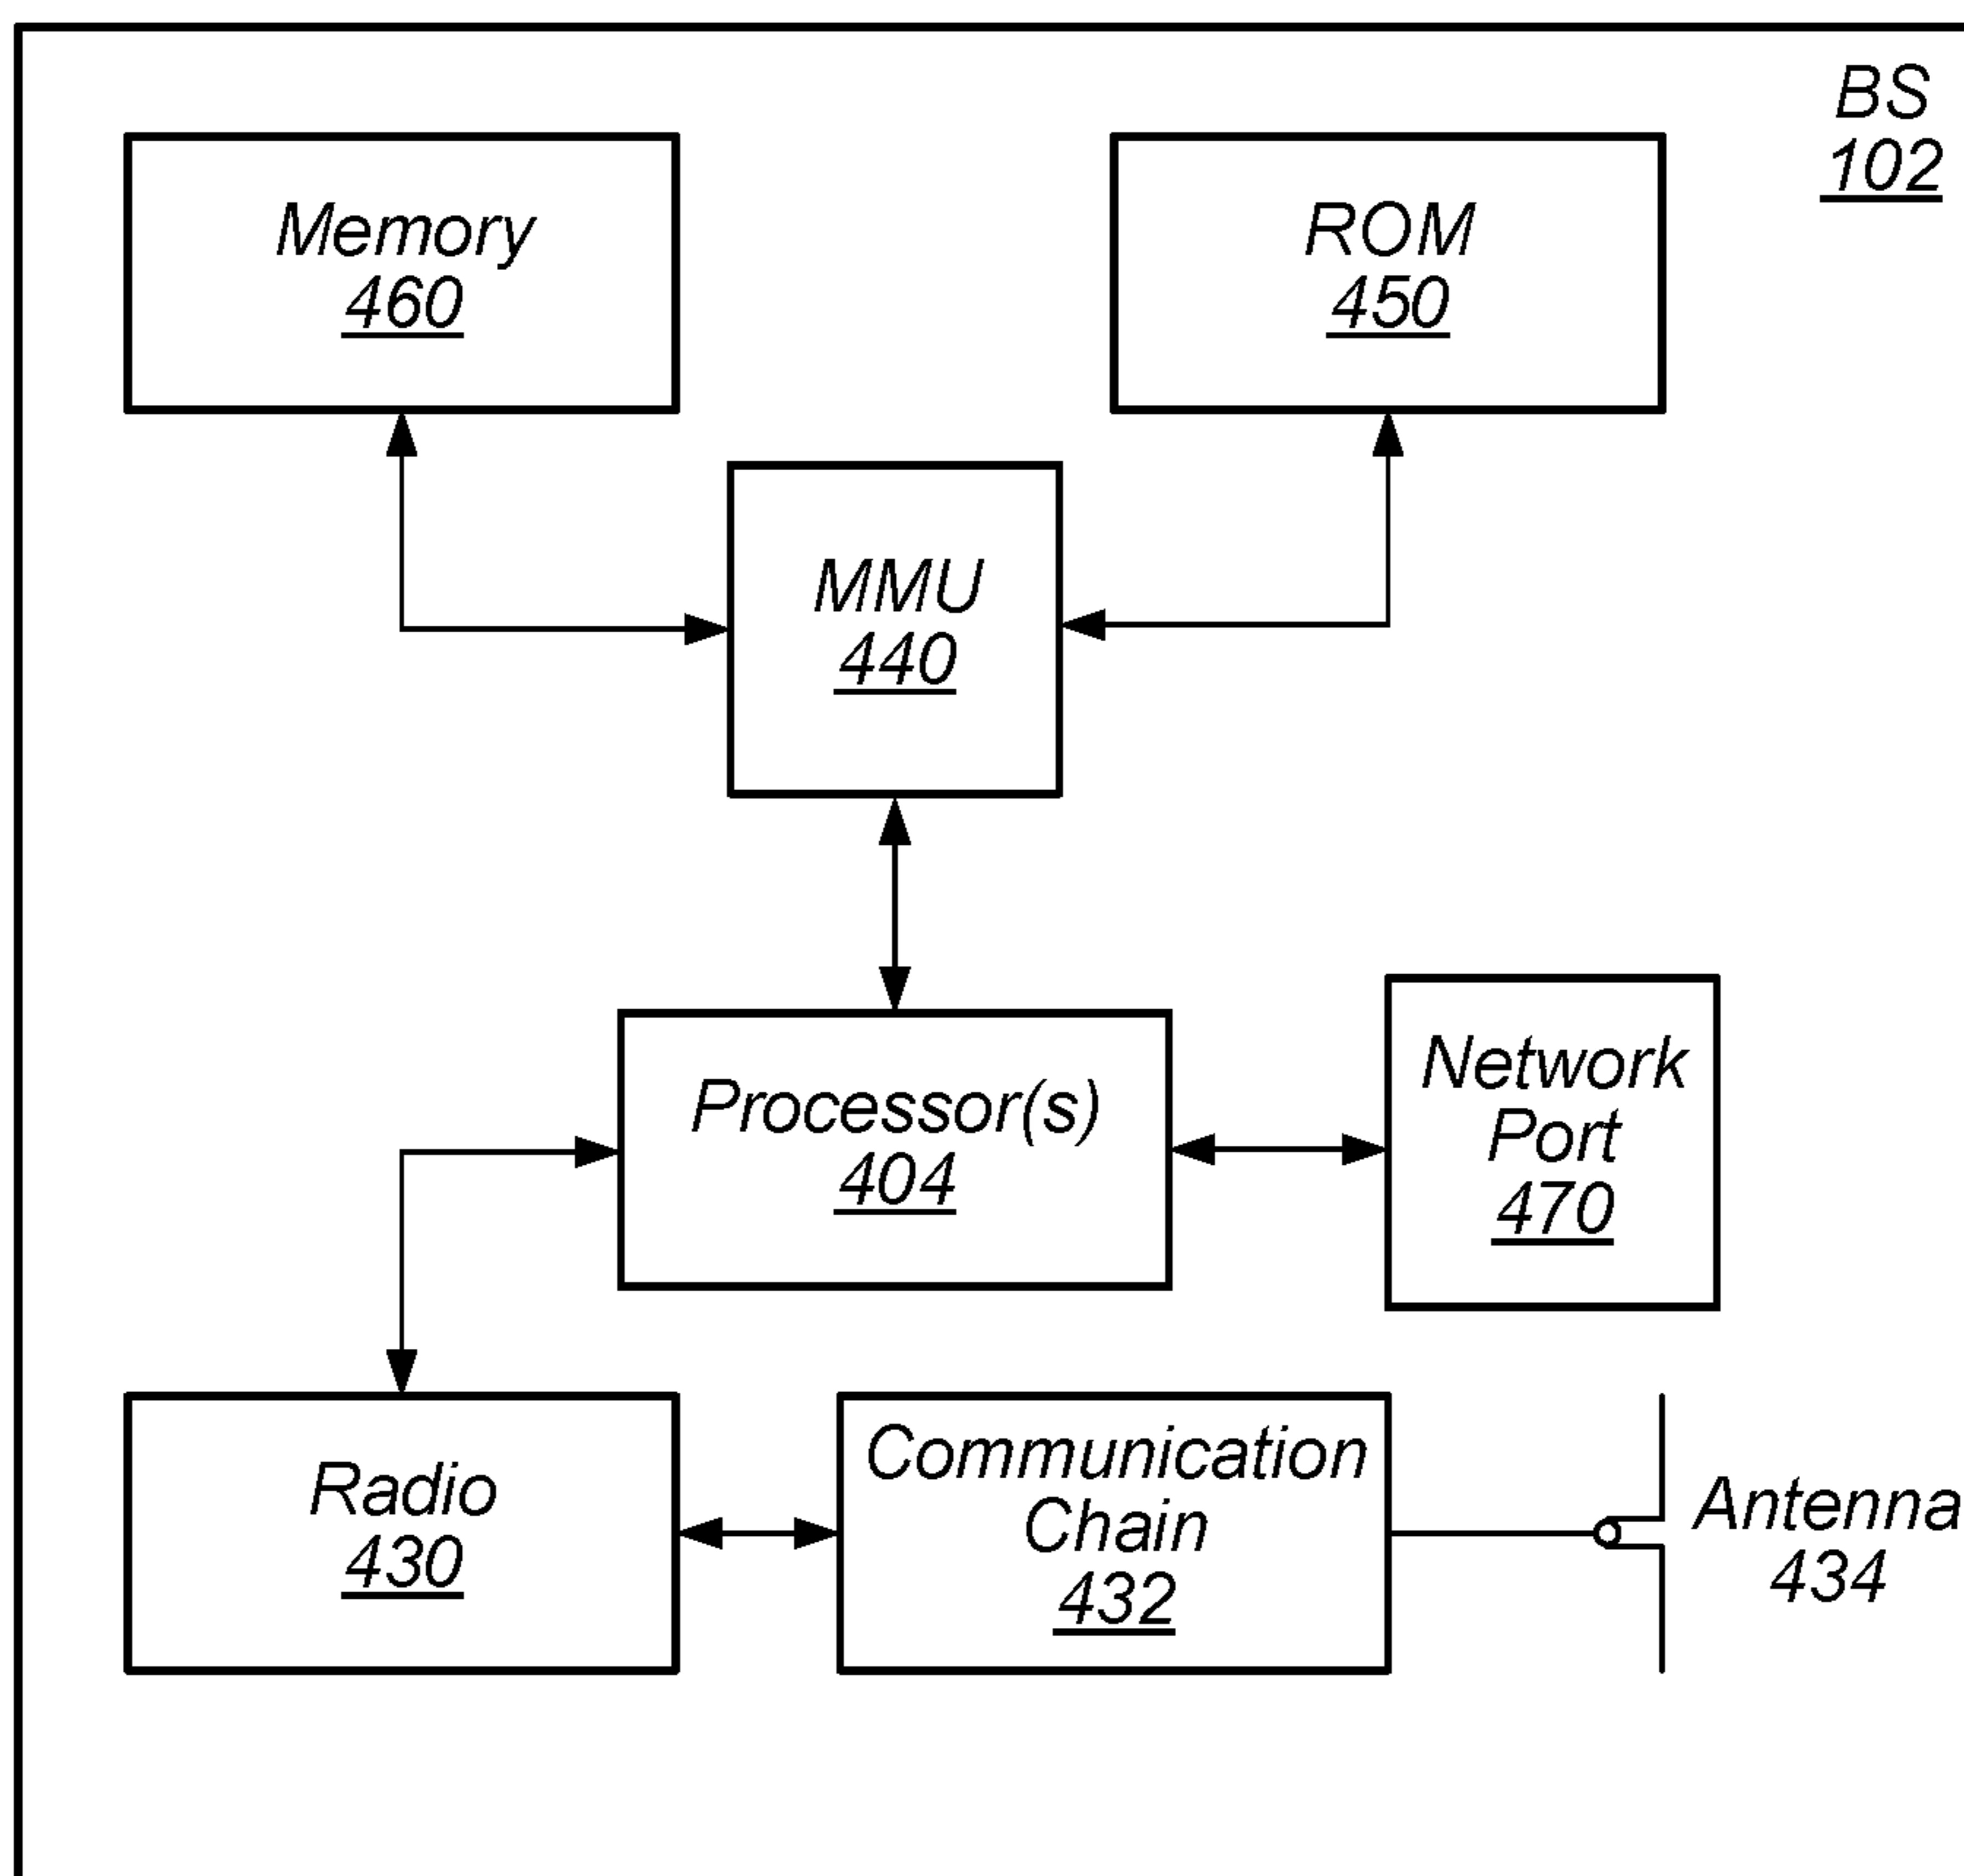 BS
102
Memory
460
ROM
450
MMU
440
Processor(s)
404
Network
Port
470
Radio
430
Communication
Chain
432
Antenna
434